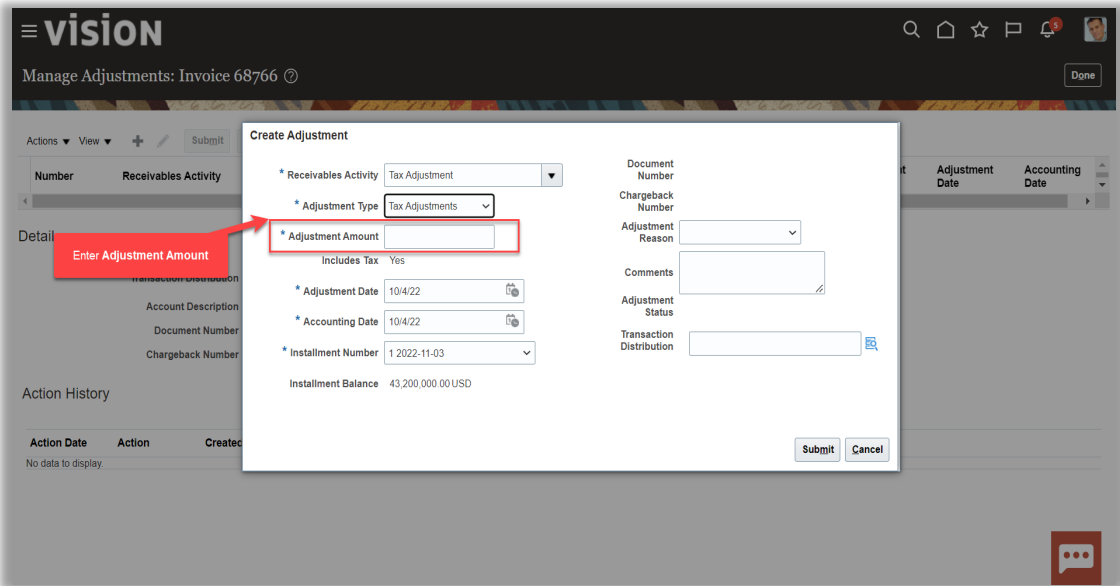 vision
5
Manage Adjustments: Invoice 68766
Done
Actions View Submit
Number Receivables Activity
Adjustment Date
Accounting Date
Detail
Enter Adjustment Amount
Transaction Distribution
Account Description
Document Number
Chargeback Number
Action History
Action Date Action Created
No data to display.
Create Adjustment
* Receivables Activity Tax Adjustment
* Adjustment Type Tax Adjustments
* Adjustment Amount
Includes Tax Yes
* Adjustment Date 10/4/22
* Accounting Date 10/4/22
* Installment Number 1 2022-11-03
Installment Balance 43,200,000.00 USD
Document
Number
Chargeback
Number
Adjustment
Reason
Comments
Adjustment
Status
Transaction
Distribution
Submit Cancel